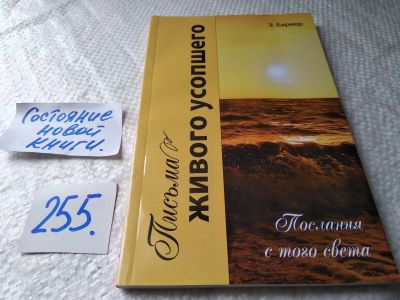 Состояние
новой
книги.
255.
Э. Баркер
Письма
живого усопшего
Послания
с того света